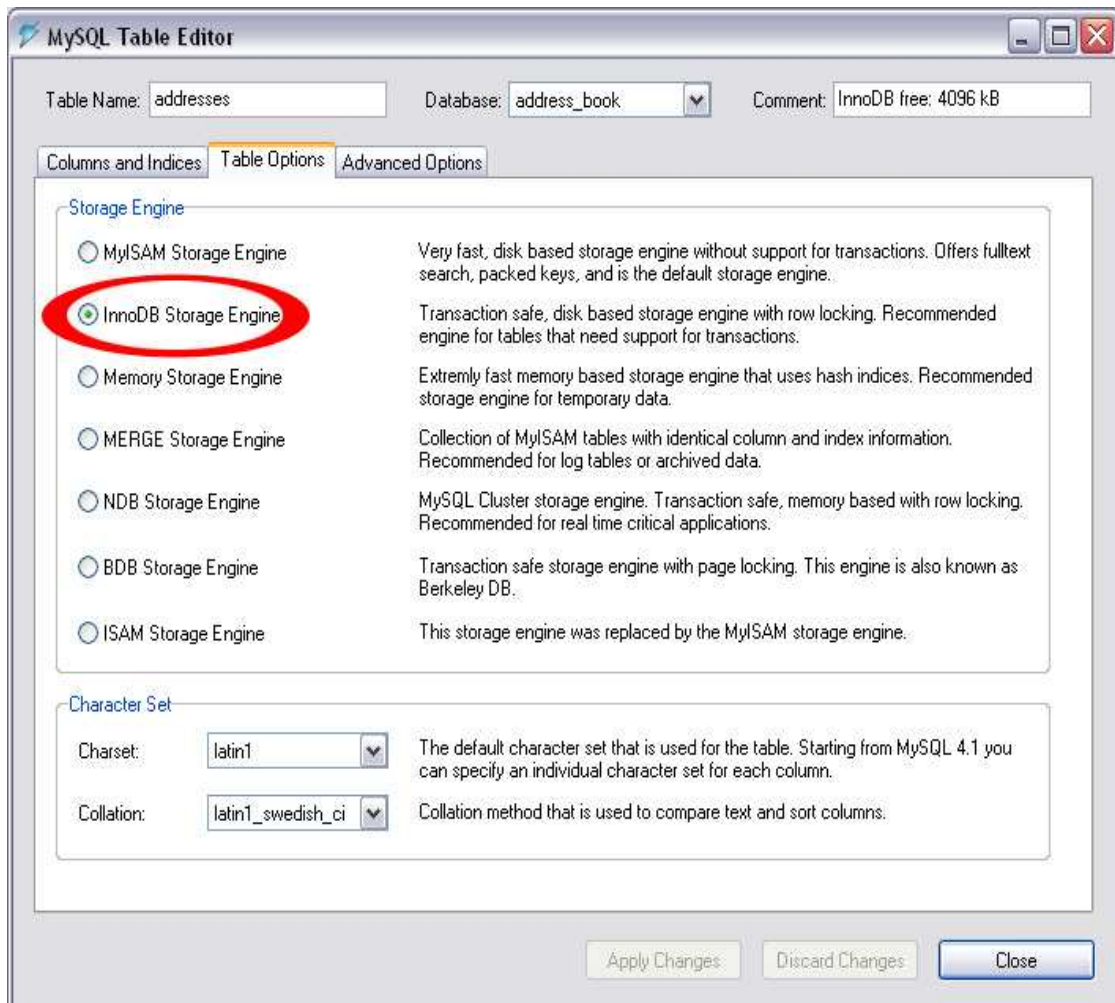 MySQL Table Editor
Table Name: addresses Database: address_book Comment: InnoDB free: 4096 kB
Columns and Indices Table Options Advanced Options
Storage Engine
MyISAM Storage Engine Very fast, disk based storage engine without support for transactions. Offers fulltext
search, packed keys, and is the default storage engine.
InnoDB Storage Engine Transaction safe, disk based storage engine with row locking. Recommended
engine for tables that need support for transactions.
Memory Storage Engine Extremly fast memory based storage engine that uses hash indices. Recommended
storage engine for temporary data.
MERGE Storage Engine Collection of MyISAM tables with identical column and index information.
Recommended for log tables or archived data.
NDB Storage Engine MySQL Cluster storage engine. Transaction safe, memory based with row locking.
Recommended for real time critical applications.
BDB Storage Engine Transaction safe storage engine with page locking. This engine is also known as
Berkeley DB.
ISAM Storage Engine This storage engine was replaced by the MyISAM storage engine.
Character Set
Charset: latin1 The default character set that is used for the table. Starting from MySQL 4.1 you
can specify an individual character set for each column.
Collation: latin1_swedish_ci Collation method that is used to compare text and sort columns.
Apply Changes Discard Changes Close